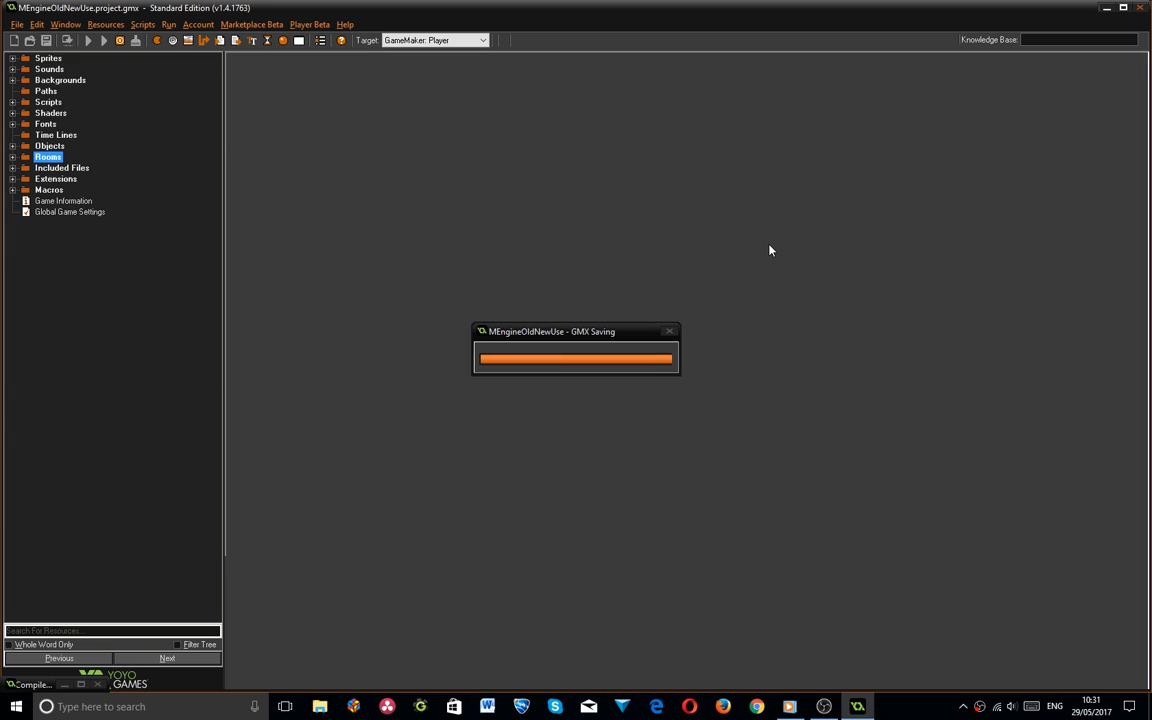 MEngineOldNewUse.project.gmx - Standard Edition (v1.4.1763)
File Edit Window Resources Scripts Run Account Marketplace Beta Player Beta Help
Target: GameMaker: Player
Knowledge Base:
Sprites
Sounds
Backgrounds
Paths
Scripts
Shaders
Fonts
Time Lines
Objects
Rooms
Included Files
Extensions
Macros
Game Information
Global Game Settings
MEngineOldNewUse - GMX Saving
Search For Resources...
Whole Word Only Filter Tree
Previous Next
YOYO
GAMES
Compile...
Type here to search
ENG
10:31
29/05/2017